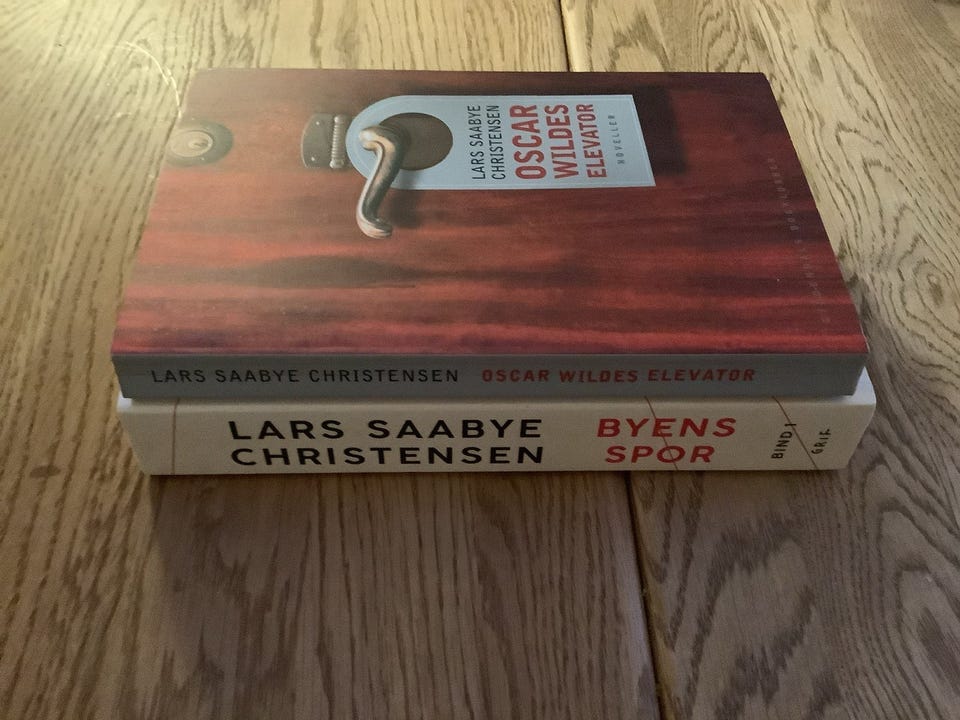 LARS SAABYE
CHRISTENSEN
OSCAR
WILDES
ELEVATOR
NOVELLER
LARS SAABYE CHRISTENSEN OSCAR WILDES ELEVATOR
LARS SAABYE
CHRISTENSEN
BYENS
SPOR
BIND I